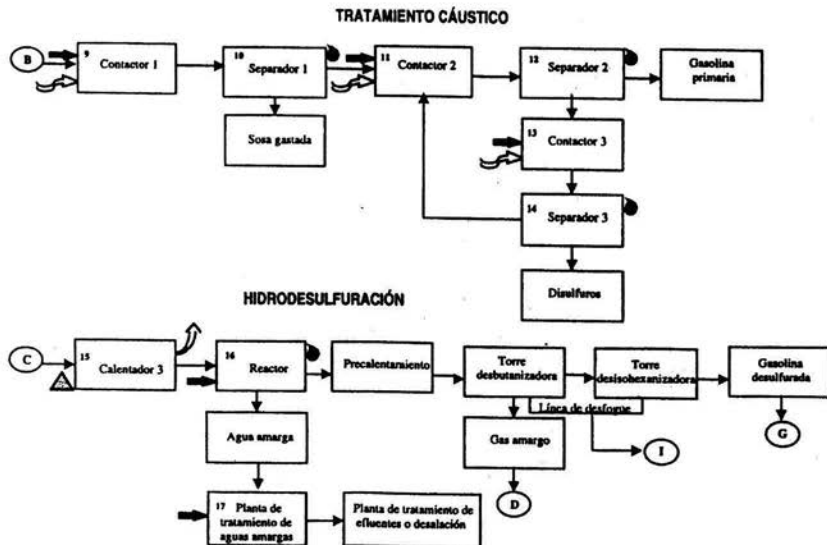 TRATAMIENTO CÁUSTICO
B
9
Contactor 1
10
Separador 1
11
Contactor 2
12
Separador 2
Gasolina
primaria
Sosa gastada
13
Contactor 3
14
Separador 3
Disulfuros
HIDRODESULFURACIÓN
C
15
Calentador 3
16
Reactor
Precalentamiento
Torre
desbutanizadora
Torre
desisohexanizadora
Gasolina
desulfurada
Línea de desfogue
Agua amarga
Gas amargo
I
G
D
17
Planta de
tratamiento de
aguas amargas
Planta de tratamiento de
efluentes o desalación